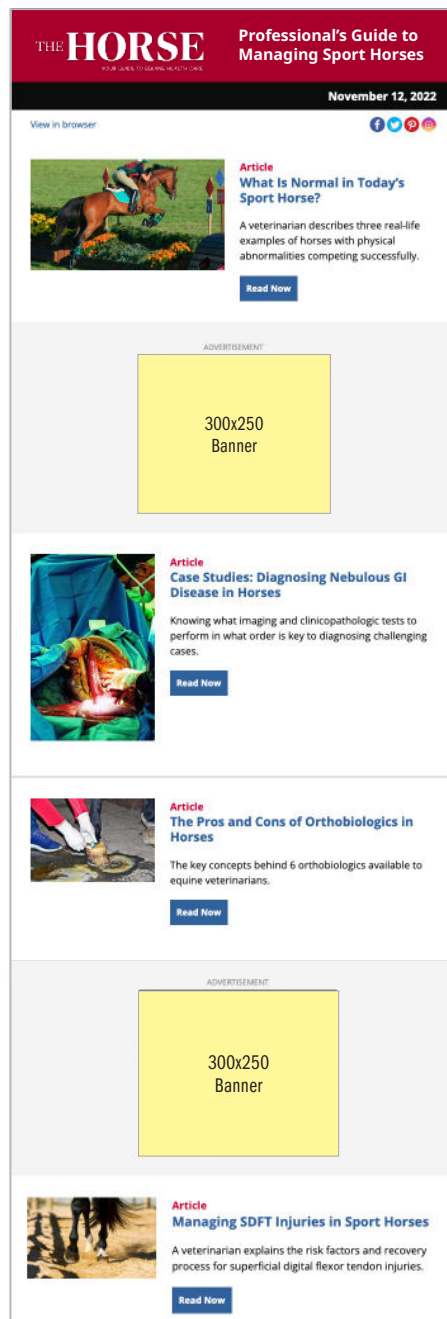 THE HORSE
YOUR GUIDE TO EQUINE HEALTH CARE
Professional's Guide to
Managing Sport Horses
November 12, 2022
View in browser
Article
What Is Normal in Today's
Sport Horse?
A veterinarian describes three real-life
examples of horses with physical
abnormalities competing successfully.
Read Now
ADVERTISEMENT
300x250
Banner
Article
Case Studies: Diagnosing Nebulous GI
Disease in Horses
Knowing what imaging and clinicopathologic tests to
perform in what order is key to diagnosing challenging
cases.
Read Now
Article
The Pros and Cons of Orthobiologics in
Horses
The key concepts behind 6 orthobiologics available to
equine veterinarians.
Read Now
ADVERTISEMENT
300x250
Banner
Article
Managing SDFT Injuries in Sport Horses
A veterinarian explains the risk factors and recovery
process for superficial digital flexor tendon injuries.
Read Now